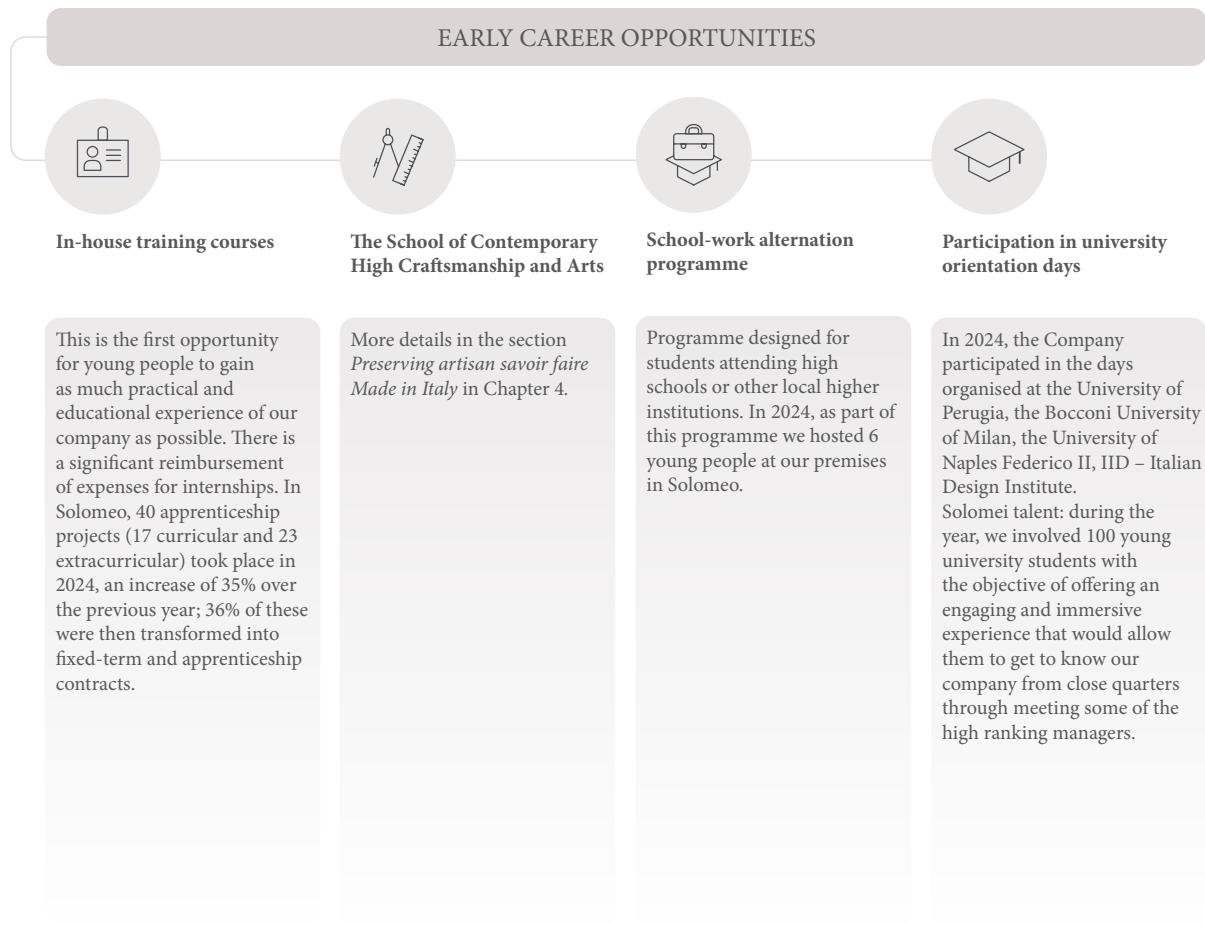 EARLY CAREER OPPORTUNITIES
In-house training courses
This is the first opportunity
for young people to gain
as much practical and
educational experience of our
company as possible. There is
a significant reimbursement
of expenses for internships. In
Solomeo, 40 apprenticeship
projects (17 curricular and 23
extracurricular) took place in
2024, an increase of 35% over
the previous year; 36% of these
were then transformed into
fixed-term and apprenticeship
contracts.
The School of Contemporary
High Craftsmanship and Arts
More details in the section
Preserving artisan savoir faire
Made in Italy in Chapter 4.
School-work alternation
programme
Programme designed for
students attending high
schools or other local higher
institutions. In 2024, as part of
this programme we hosted 6
young people at our premises
in Solomeo.
Participation in university
orientation days
In 2024, the Company
participated in the days
organised at the University of
Perugia, the Bocconi University
of Milan, the University of
Naples Federico II, IID – Italian
Design Institute.
Solomei talent: during the
year, we involved 100 young
university students with
the objective of offering an
engaging and immersive
experience that would allow
them to get to know our
company from close quarters
through meeting some of the
high ranking managers.